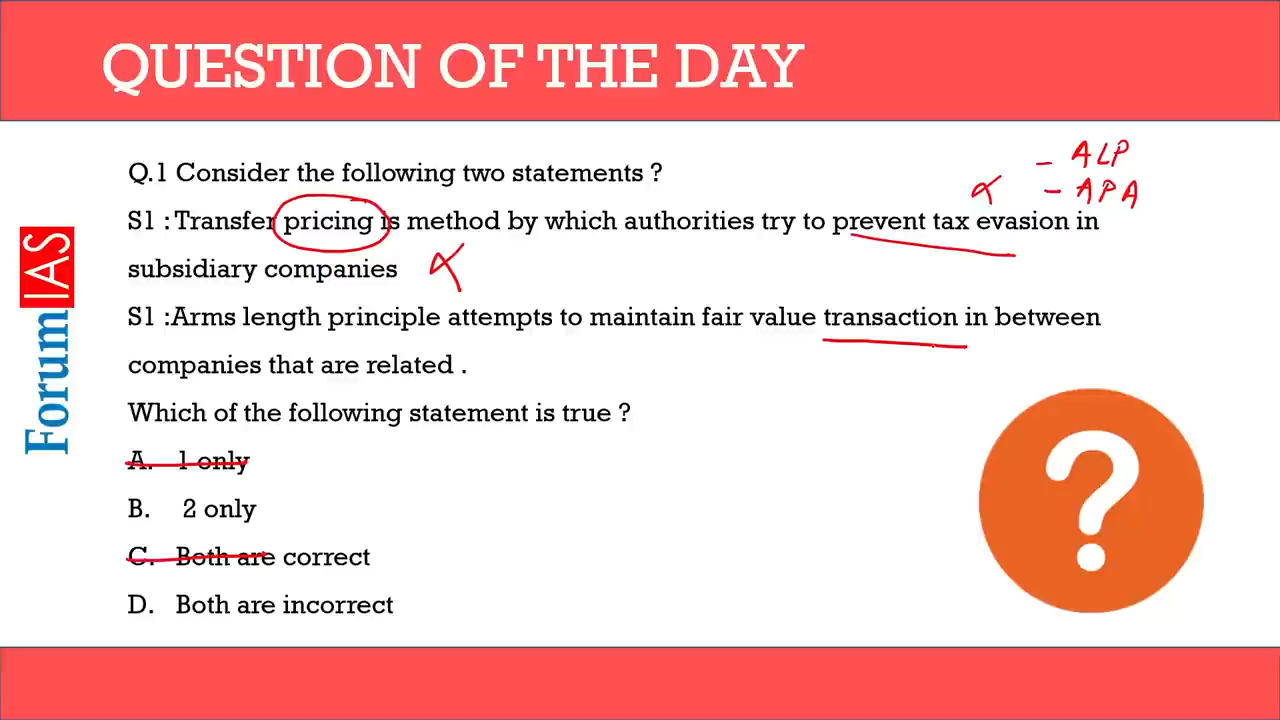 QUESTION OF THE DAY
- ALP
- APA
Q.1 Consider the following two statements ?
S1 : Transfer pricing is method by which authorities try to prevent tax evasion in
subsidiary companies
S1 :Arms length principle attempts to maintain fair value transaction in between
companies that are related .
Which of the following statement is true ?
A. 1 only
B. 2 only
C. Both are correct
D. Both are incorrect
ForumIAS
?